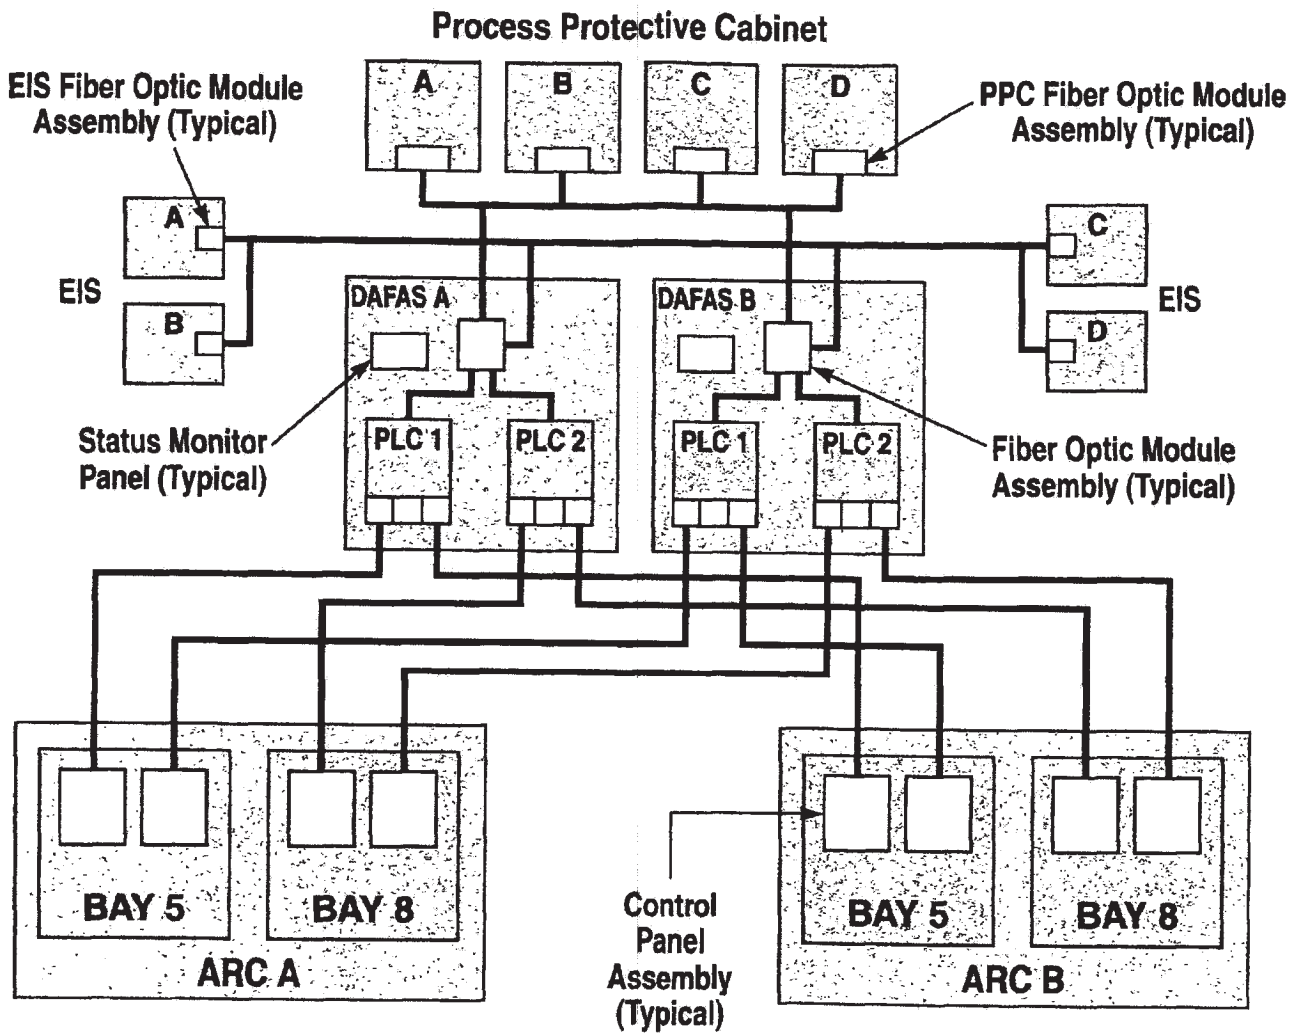 Process Protective Cabinet
EIS Fiber Optic Module
Assembly (Typical)
A
B
C
D
PPC Fiber Optic Module
Assembly (Typical)
A
EIS
B
C
EIS
D
DAFAS A
DAFAS B
Status Monitor
Panel (Typical)
PLC 1
PLC 2
PLC 1
PLC 2
Fiber Optic Module
Assembly (Typical)
BAY 5
BAY 8
ARC A
Control
Panel
Assembly
(Typical)
BAY 5
BAY 8
ARC B